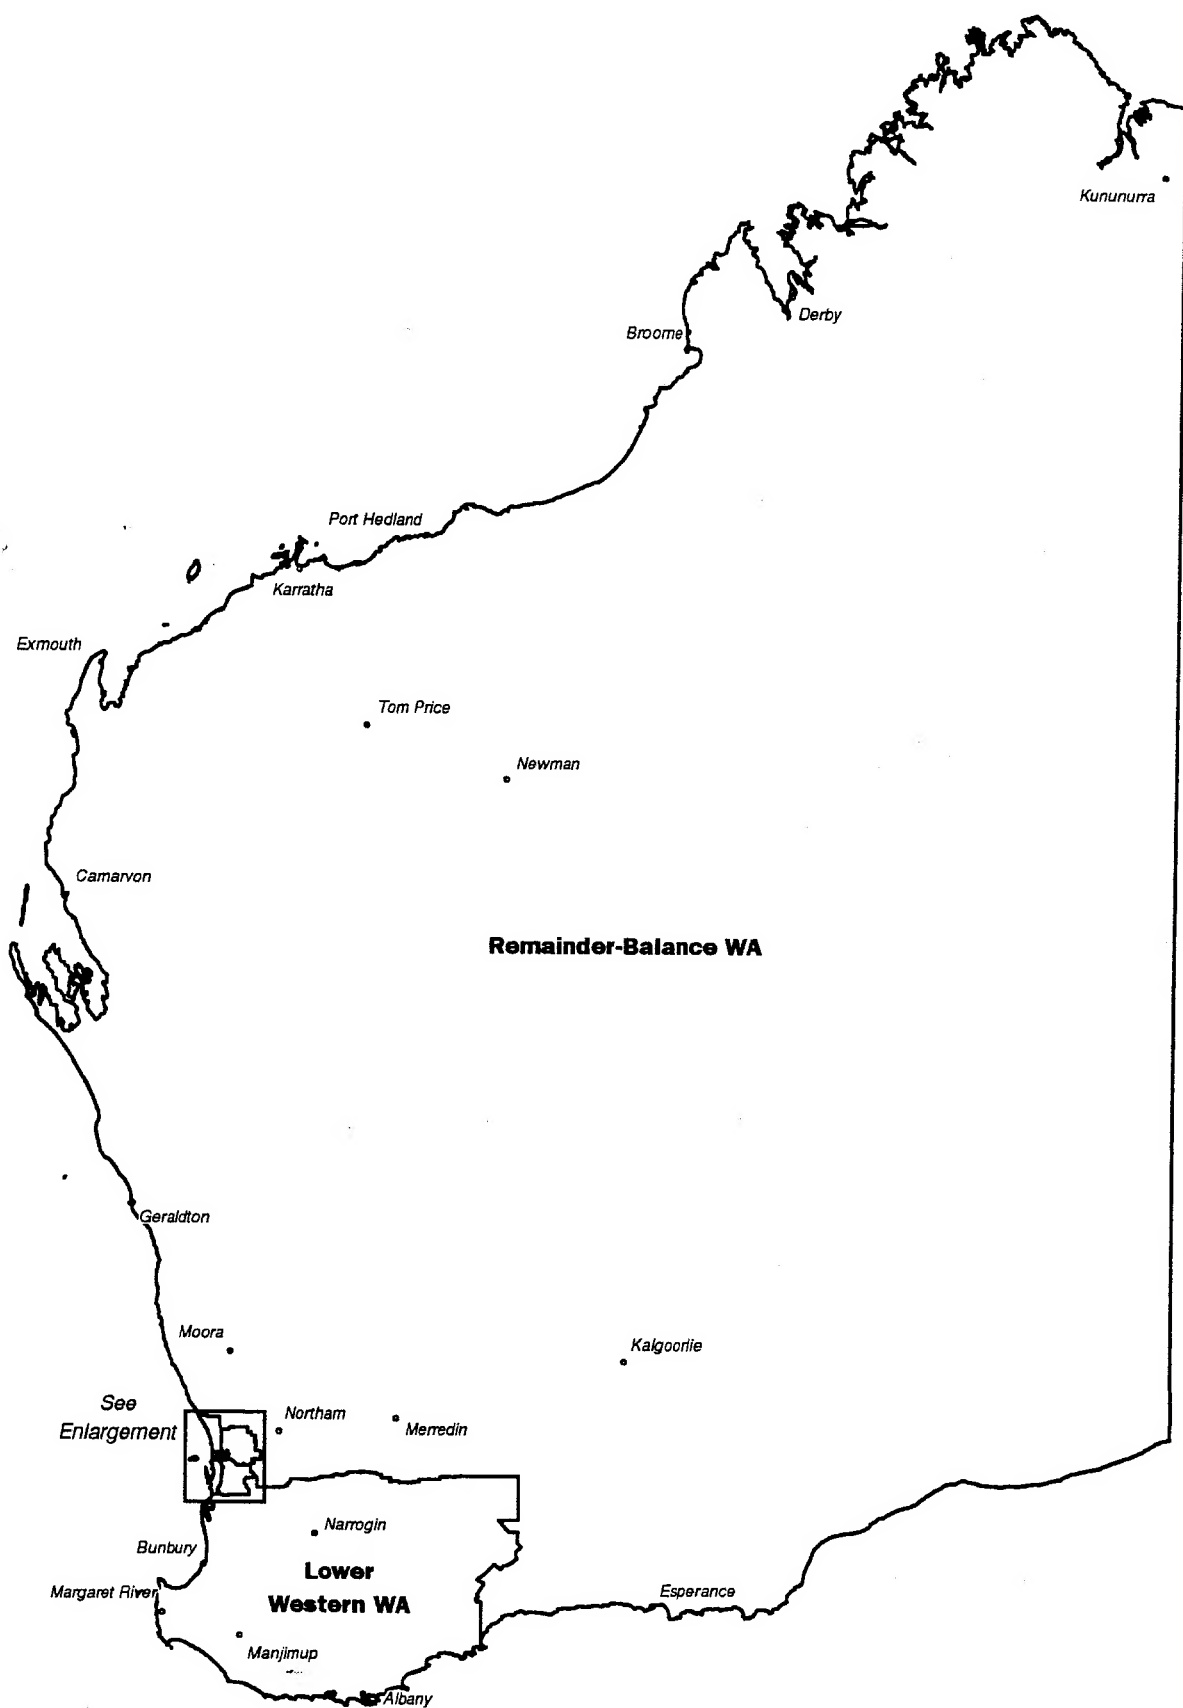 Kununurra
Derby
Broome
Port Hedland
Karratha
Exmouth
Tom Price
Newman
Carnarvon
Remainder-Balance WA
Geraldton
Moora
Kalgoorlie
See
Enlargement
Northam
Merredin
Narrogin
Bunbury
Lower
Western WA
Margaret River
Esperance
Manjimup
Albany